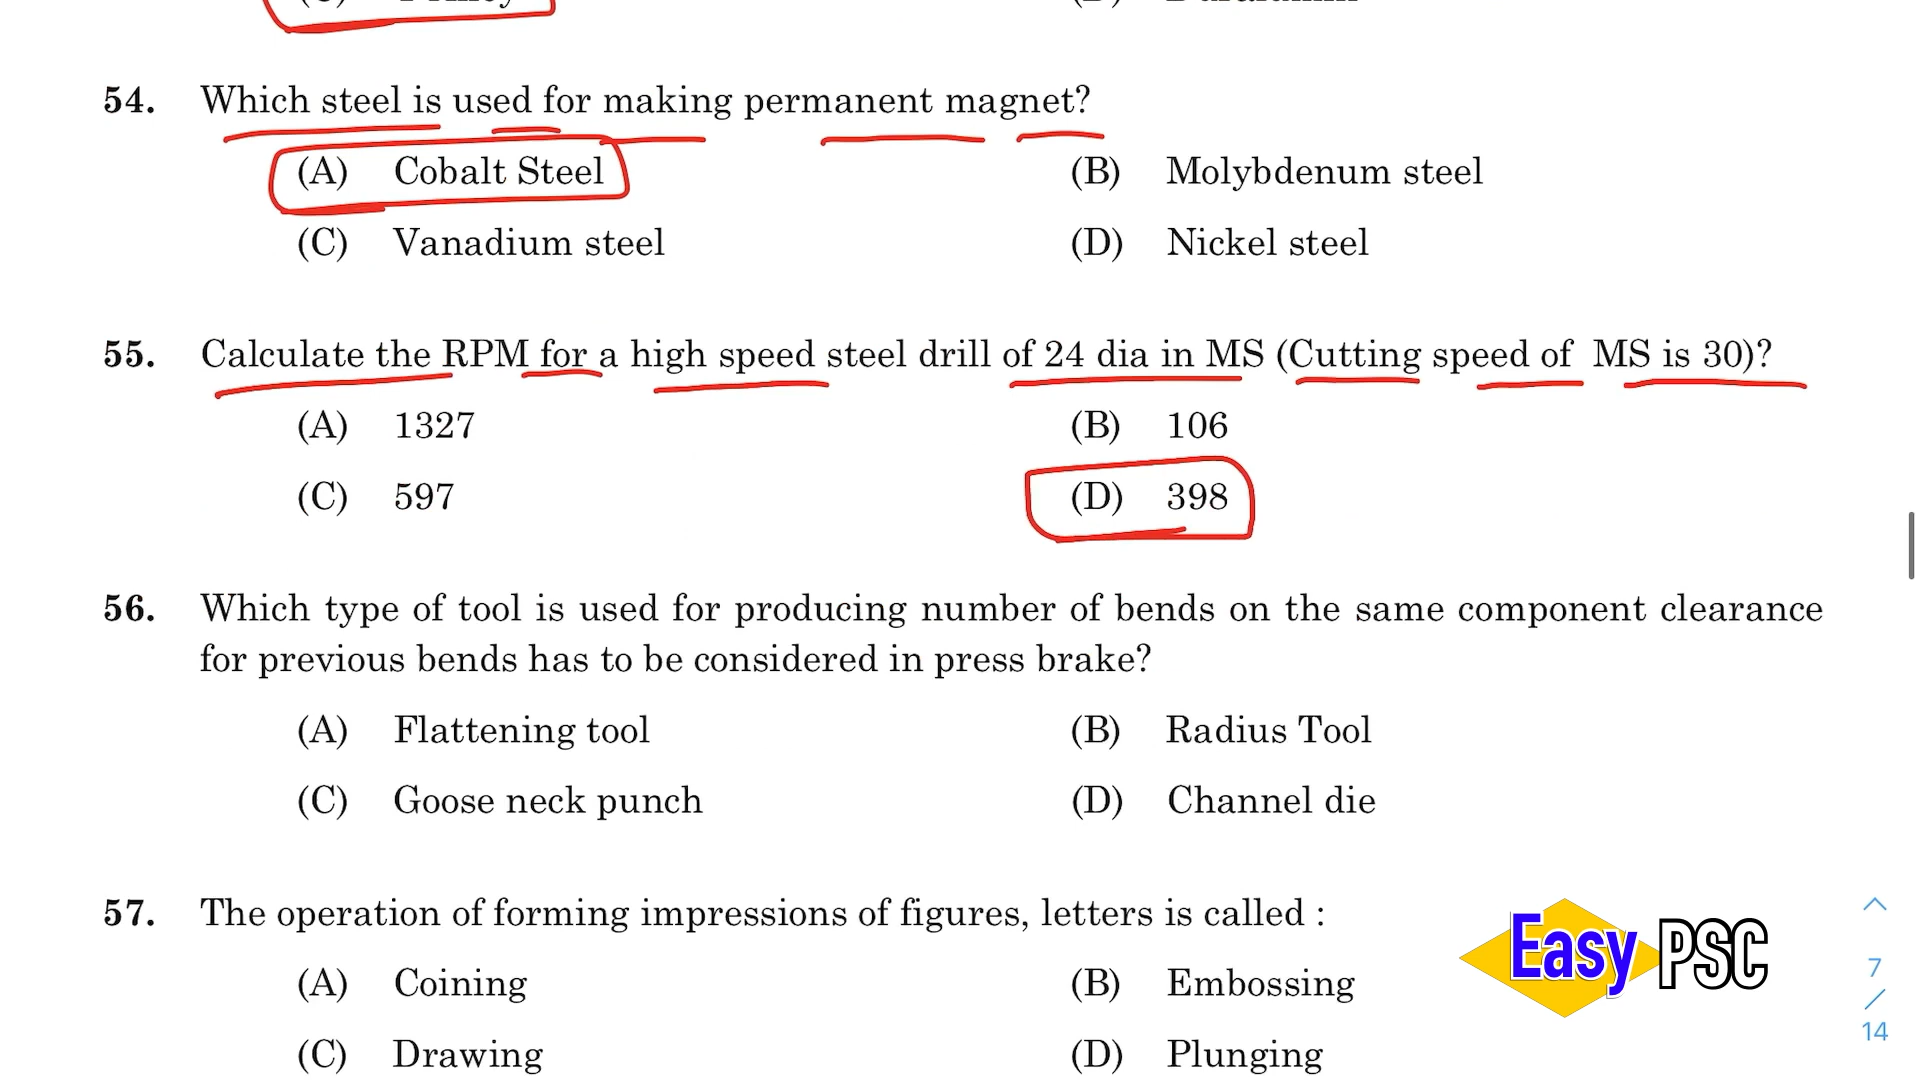 54. Which steel is used for making permanent magnet?
(A) Cobalt Steel (B) Molybdenum steel
(C) Vanadium steel (D) Nickel steel
55. Calculate the RPM for a high speed steel drill of 24 dia in MS (Cutting speed of MS is 30)?
(A) 1327 (B) 106
(C) 597 (D) 398
56. Which type of tool is used for producing number of bends on the same component clearance
for previous bends has to be considered in press brake?
(A) Flattening tool (B) Radius Tool
(C) Goose neck punch (D) Channel die
57. The operation of forming impressions of figures, letters is called :
(A) Coining (B) Embossing
(C) Drawing (D) Plunging
Easy PSC
7
/
14